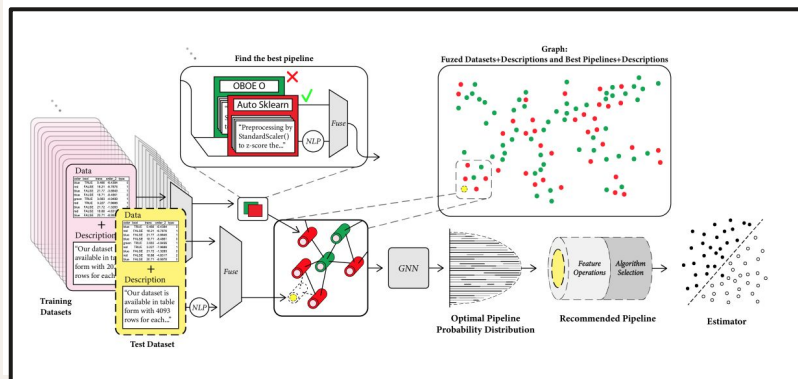 Find the best pipeline
OBOE O
Auto Sklearn
"Preprocessing by
StandardScaler()
to z-score the..."
NLP
Fuse
Graph:
Fuzed Datasets+Descriptions and Best Pipelines+Descriptions
Data
+
Description
"Our dataset
available in table
form with 20
rows for each..."
Training
Datasets
Data
+
Description
"Our dataset is
available in table
form with 4093
rows for each..."
Test Dataset
NLP
Fuse
GNN
Optimal Pipeline
Probability Distribution
Feature
Operations
Algorithm
Selection
Recommended Pipeline
Estimator